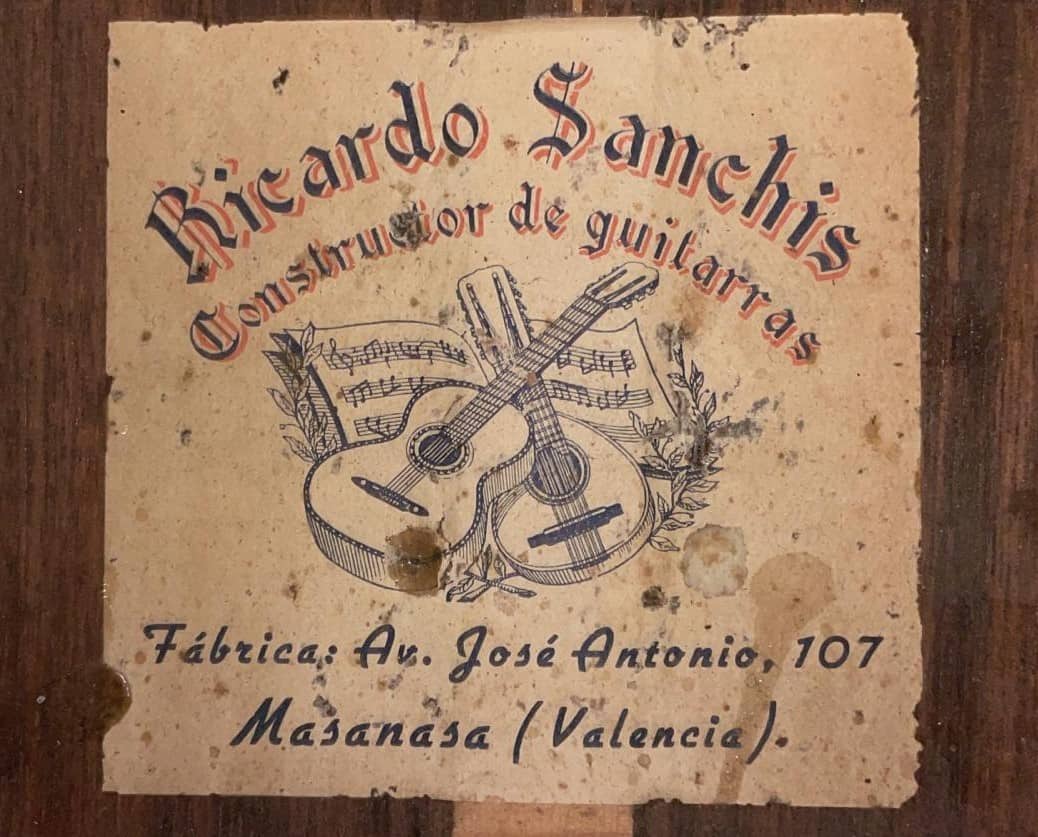 Ricardo Sanchis
Constructor de guitarras
Fábrica: Av. José Antonio, 107
Masanasa (Valencia).